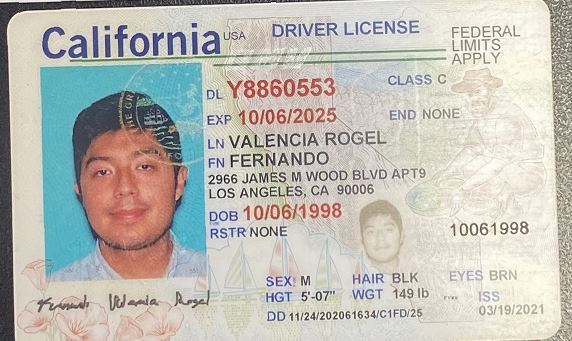 California USA DRIVER LICENSE
FEDERAL
LIMITS
APPLY
DL Y8860553 CLASS C
EXP 10/06/2025 END NONE
LN VALENCIA ROGEL
FN FERNANDO
2966 JAMES M WOOD BLVD APT9
LOS ANGELES, CA 90006
DOB 10/06/1998
RSTR NONE
10061998
SEX M HAIR BLK EYES BRN
HGT 5'-07" WGT 149 lb ISS
DD 11/24/202061634/C1FD/25 03/19/2021